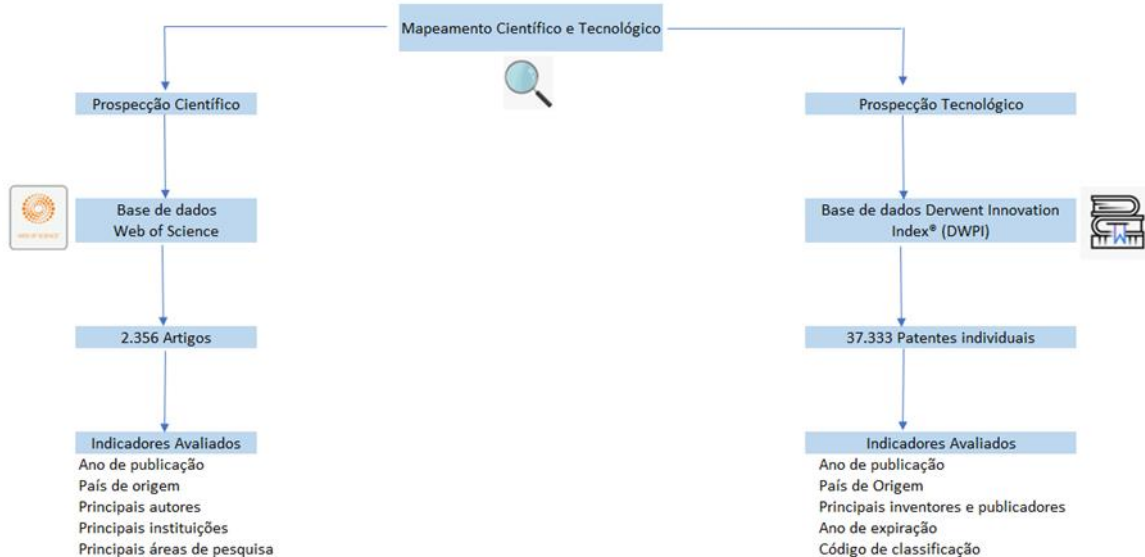 Mapeamento Científico e Tecnológico
Prospecção Científico
Base de dados
Web of Science
WEB OF SCIENCE
2.356 Artigos
Indicadores Avaliados
Ano de publicação
País de origem
Principais autores
Principais instituições
Principais áreas de pesquisa
Prospecção Tecnológico
Base de dados Derwent Innovation
Index® (DWPI)
37.333 Patentes individuais
Indicadores Avaliados
Ano de publicação
País de Origem
Principais inventores e publicadores
Ano de expiração
Código de classificação